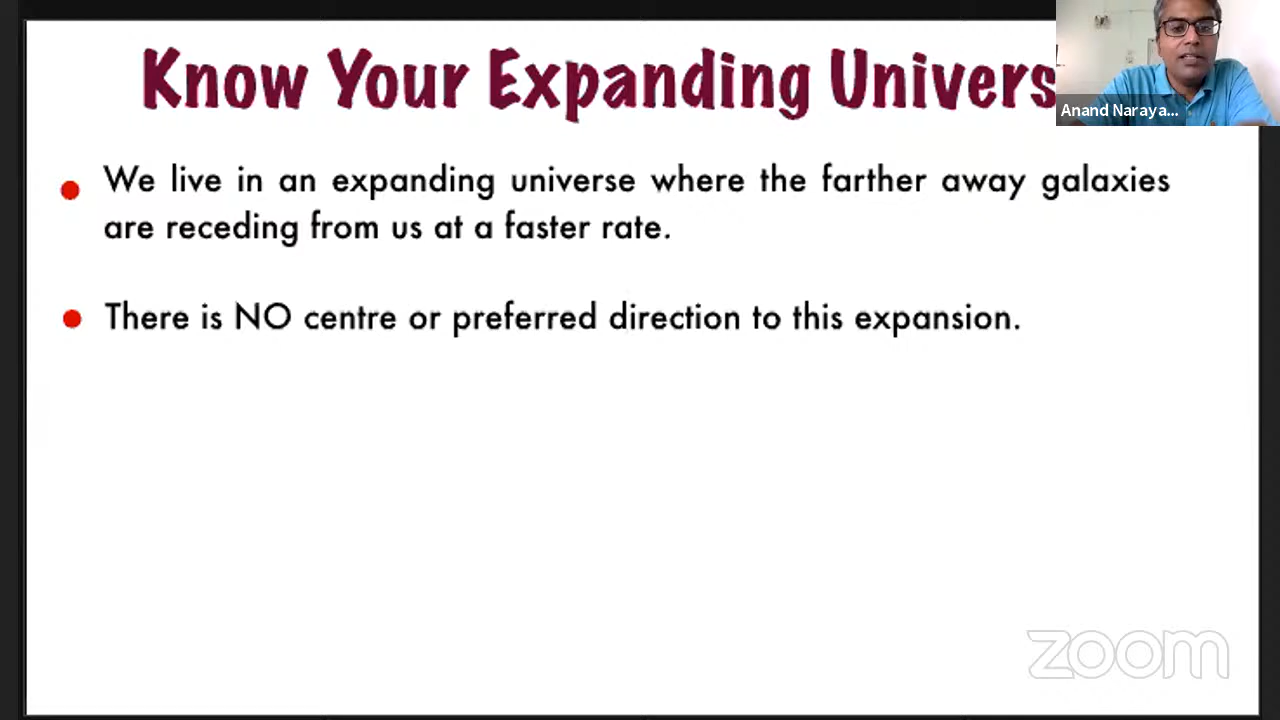 Know Your Expanding Univers
Anand Naraya...
We live in an expanding universe where the farther away galaxies
are receding from us at a faster rate.
There is NO centre or preferred direction to this expansion.
zoom